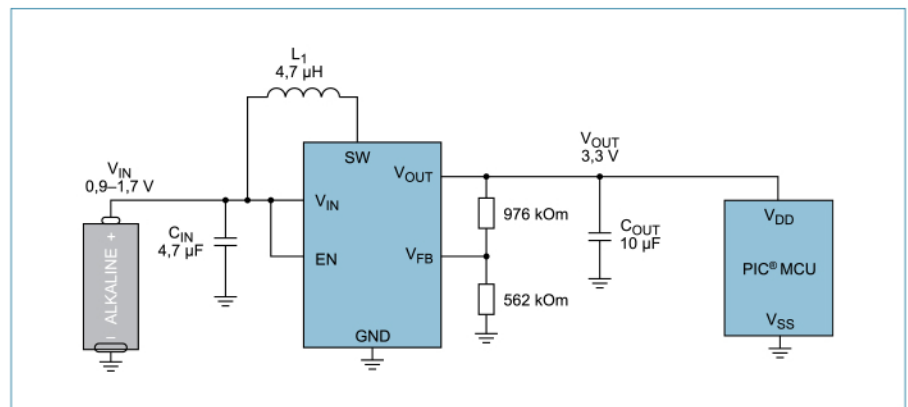 L1
4,7 µH
SW
VOUT
VOUT
3,3 V
VIN
0,9–1,7 V
VIN
976 kOm
CIN
4,7 µF
COUT
10 µF
VDD
EN
VFB
PIC® MCU
– ALKALINE +
562 kOm
VSS
GND